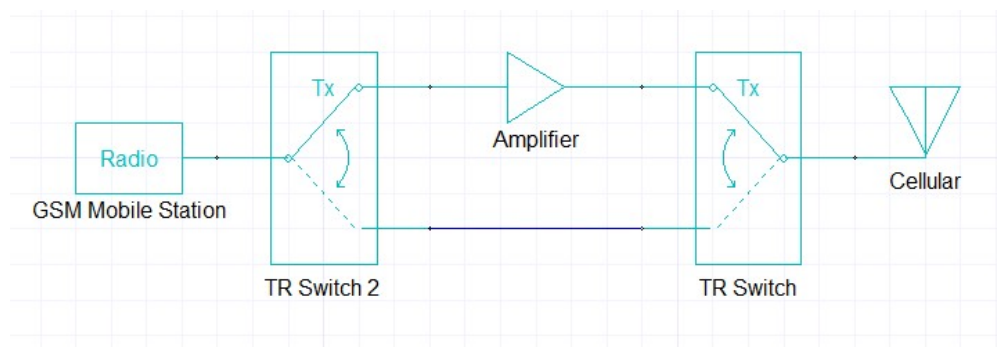 Tx
Tx
Amplifier
Radio
Cellular
GSM Mobile Station
TR Switch 2
TR Switch